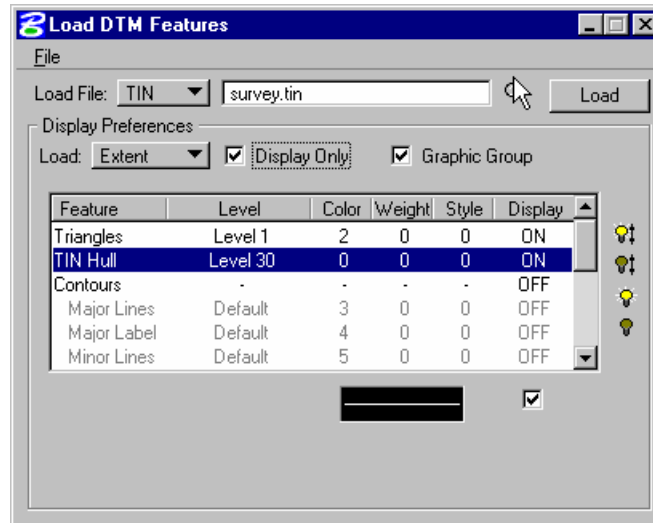 Load DTM Features
File
Load File: TIN survey.tin Load
Display Preferences
Load: Extent Display Only Graphic Group
Feature Level Color Weight Style Display
Triangles Level 1 2 0 0 ON
TIN Hull Level 30 0 0 0 ON
Contours - - - - OFF
Major Lines Default 3 0 0 OFF
Major Label Default 4 0 0 OFF
Minor Lines Default 5 0 0 OFF